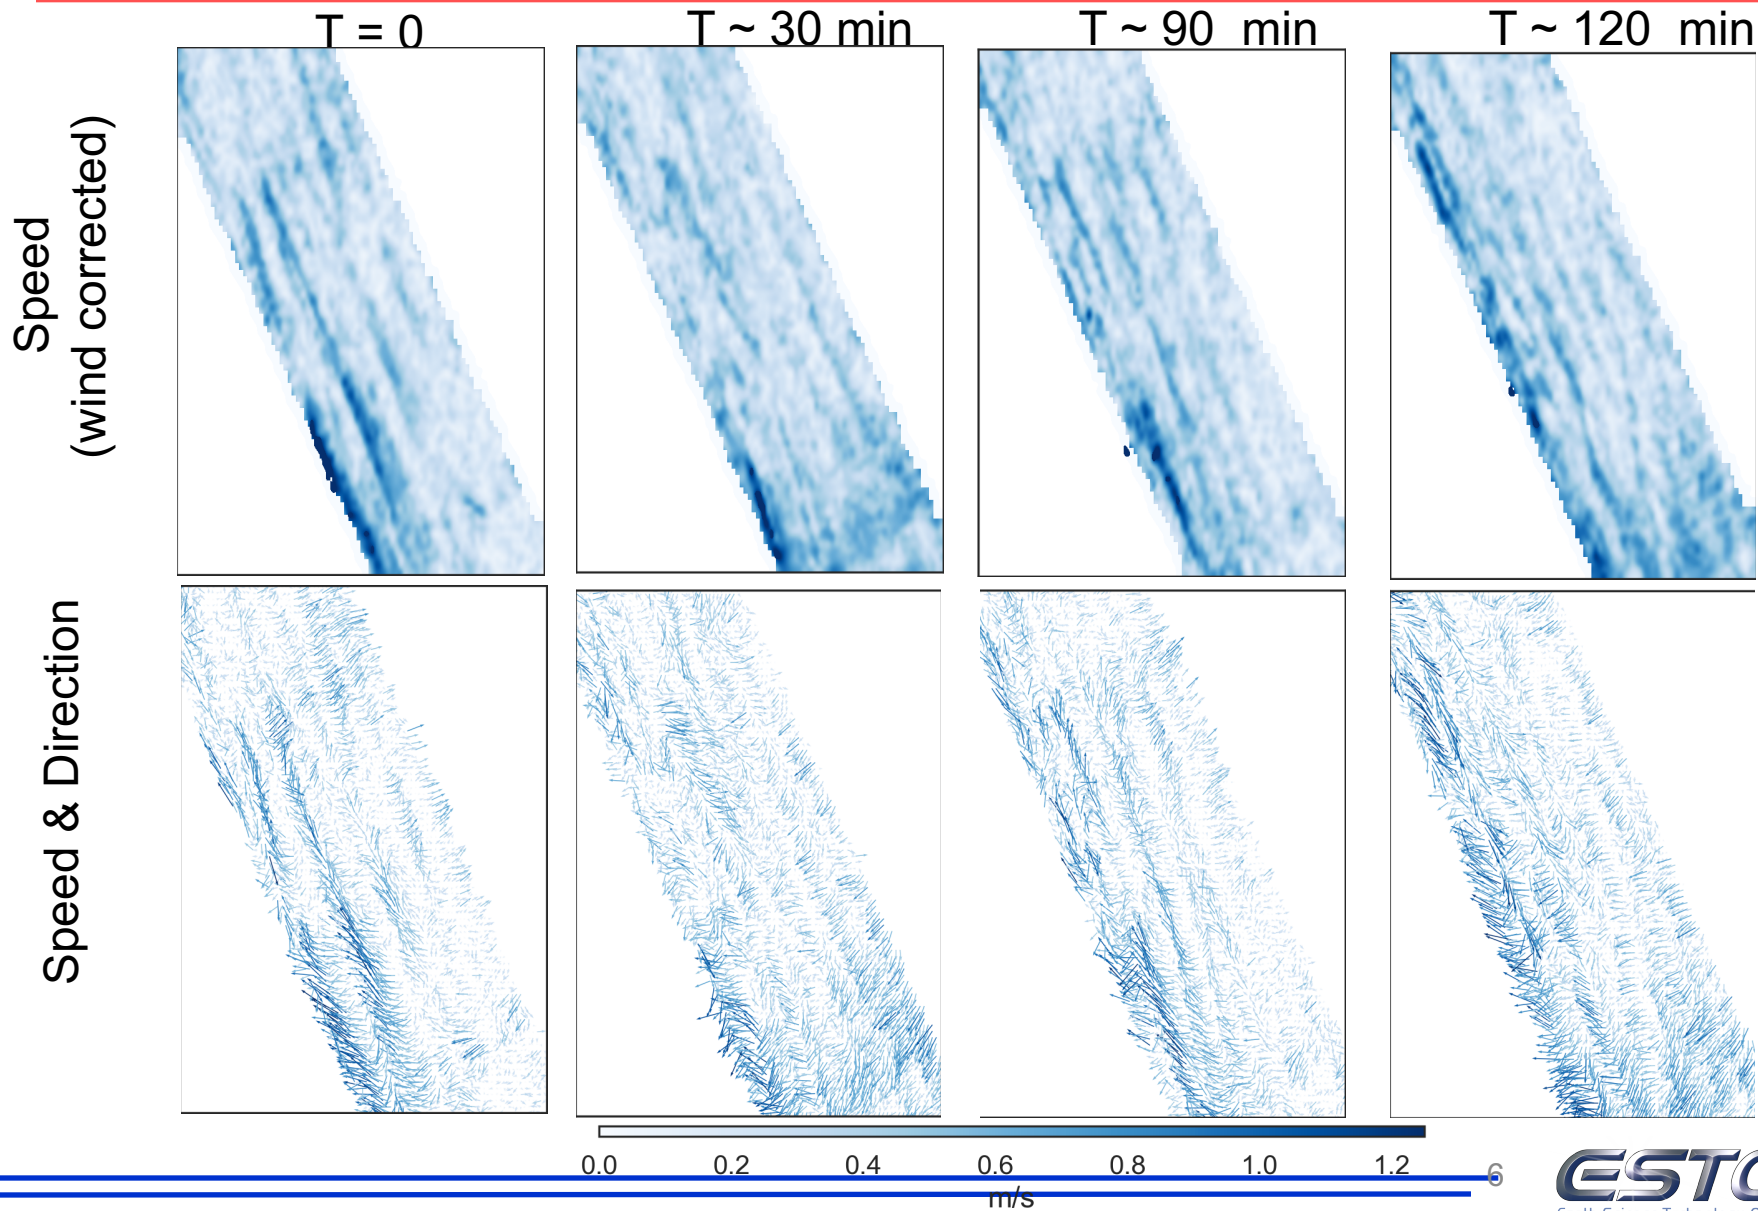 T = 0
T ~ 30 min
T ~ 90 min
T ~ 120 min
Speed
(wind corrected)
Speed & Direction
0.0 0.2 0.4 0.6 0.8 1.0 1.2
m/s
6